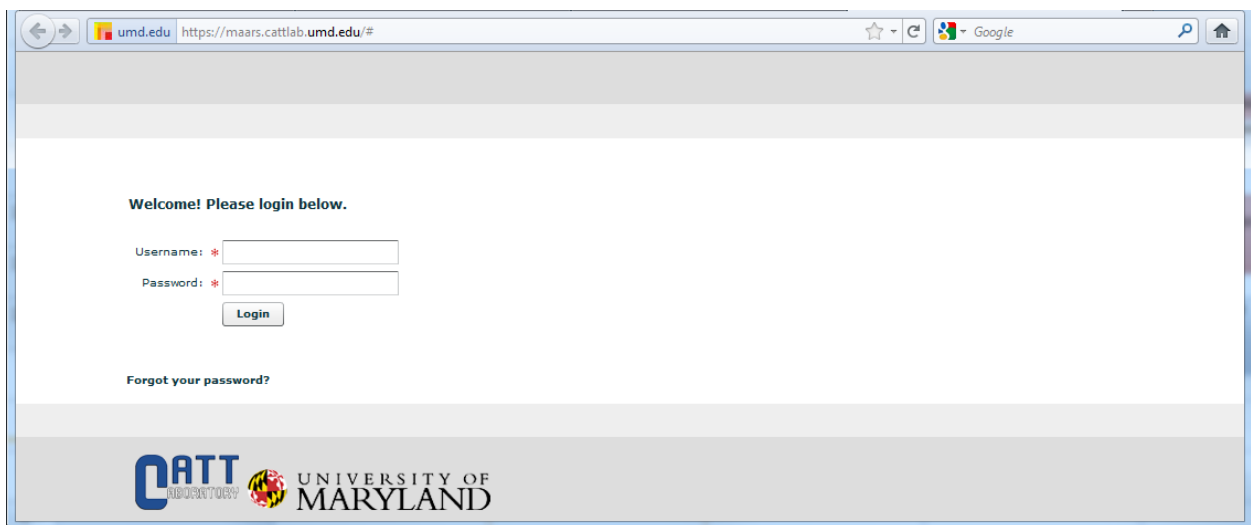 umd.edu https://maars.cattlab.umd.edu/# Google
Welcome! Please login below.
Username: *
Password: *
Login
Forgot your password?
CATT
LABORATORY
UNIVERSITY OF
MARYLAND